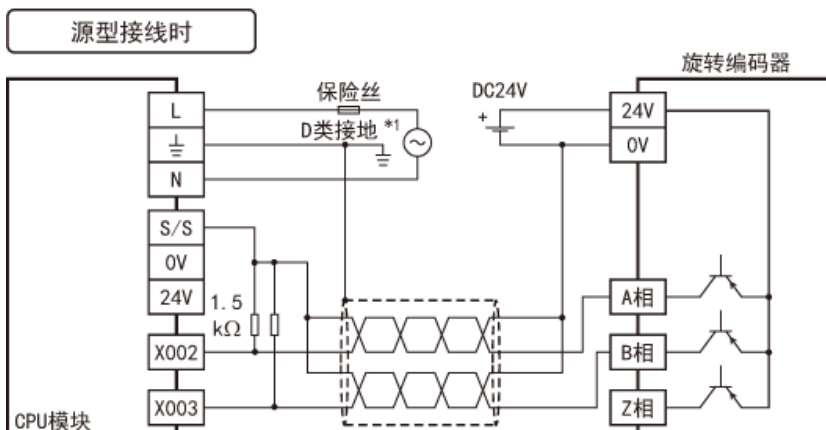 源型接线时
旋转编码器
保险丝
DC24V
L
24V
D类接地 *1
+
0V
N
S/S
0V
24V
1.5
kΩ
A相
X002
B相
X003
Z相
CPU模块